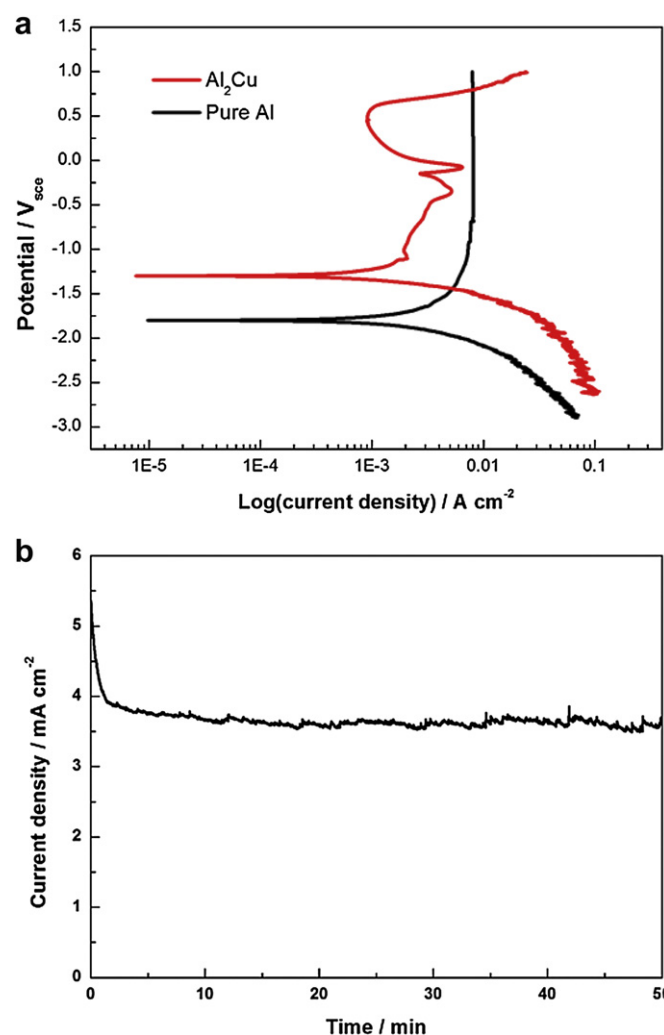 a
1.0
0.5
0.0
-0.5
-1.0
-1.5
-2.0
-2.5
-3.0
Al₂Cu
Pure Al
Potential / V_sce
1E-5 1E-4 1E-3 0.01 0.1
Log(current density) / A cm⁻²
b
6
5
4
3
2
1
0
Current density / mA cm⁻²
0 10 20 30 40 50
Time / min